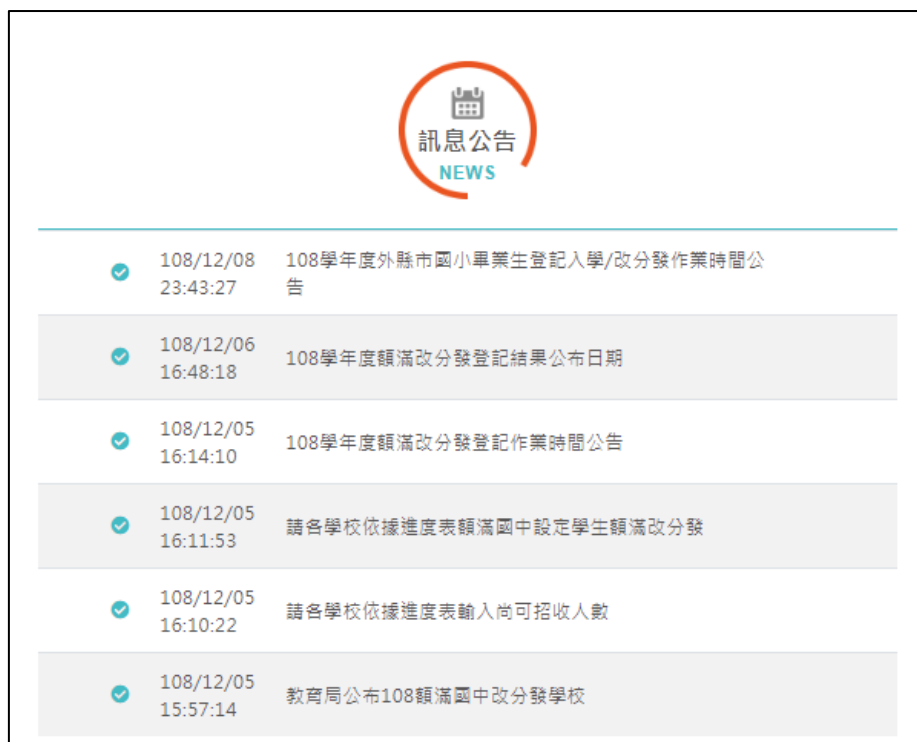 訊息公告
NEWS
108/12/08
23:43:27
108學年度外縣市國小畢業生登記入學/改分發作業時間公
告
108/12/06
16:48:18
108學年度額滿改分發登記結果公布日期
108/12/05
16:14:10
108學年度額滿改分發登記作業時間公告
108/12/05
16:11:53
請各學校依據進度表額滿國中設定學生額滿改分發
108/12/05
16:10:22
請各學校依據進度表輸入尚可招收人數
108/12/05
15:57:14
教育局公布108額滿國中改分發學校